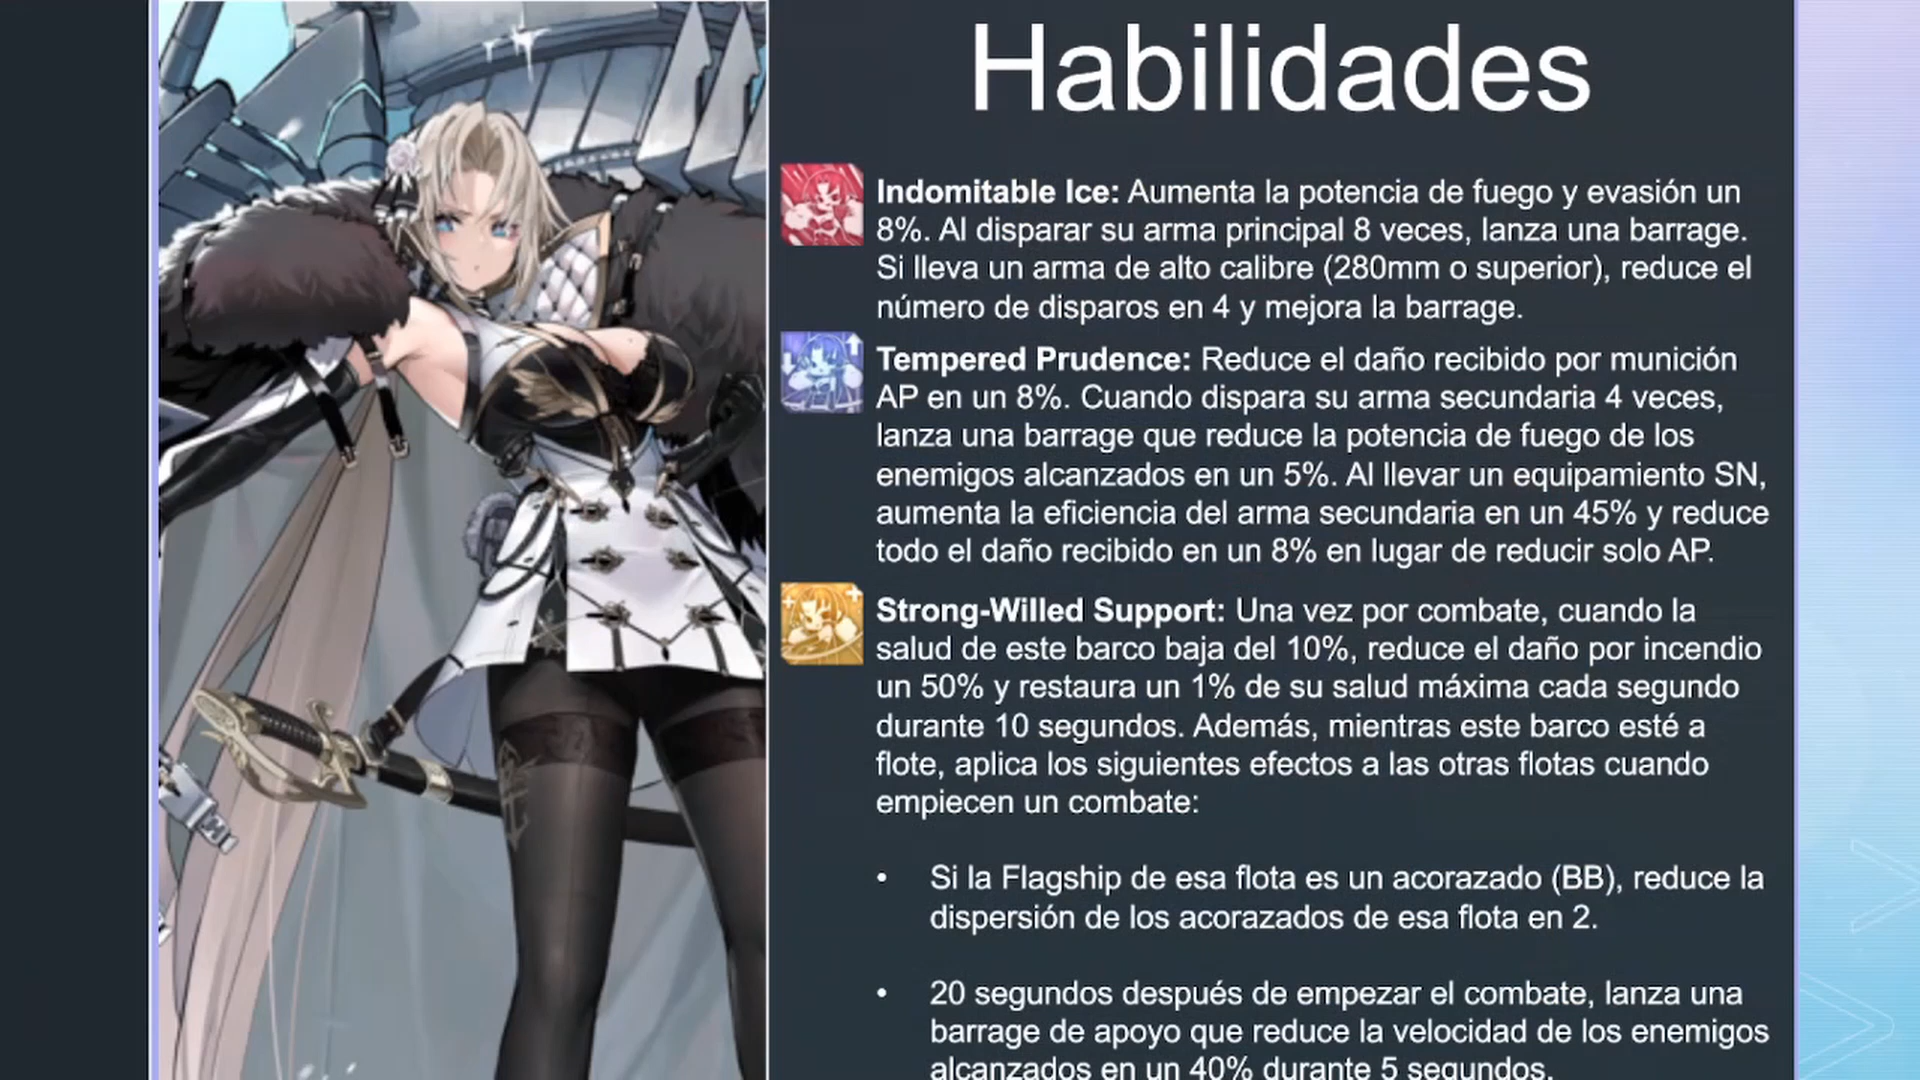 Habilidades
Indomitable Ice: Aumenta la potencia de fuego y evasión un
8%. Al disparar su arma principal 8 veces, lanza una barrage.
Si lleva un arma de alto calibre (280mm o superior), reduce el
número de disparos en 4 y mejora la barrage.
Tempered Prudence: Reduce el daño recibido por munición
AP en un 8%. Cuando dispara su arma secundaria 4 veces,
lanza una barrage que reduce la potencia de fuego de los
enemigos alcanzados en un 5%. Al llevar un equipamiento SN,
aumenta la eficiencia del arma secundaria en un 45% y reduce
todo el daño recibido en un 8% en lugar de reducir solo AP.
Strong-Willed Support: Una vez por combate, cuando la
salud de este barco baja del 10%, reduce el daño por incendio
un 50% y restaura un 1% de su salud máxima cada segundo
durante 10 segundos. Además, mientras este barco esté a
flote, aplica los siguientes efectos a las otras flotas cuando
empiecen un combate:
• Si la Flagship de esa flota es un acorazado (BB), reduce la
dispersión de los acorazados de esa flota en 2.
• 20 segundos después de empezar el combate, lanza una
barrage de apoyo que reduce la velocidad de los enemigos
alcanzados en un 40% durante 5 segundos.